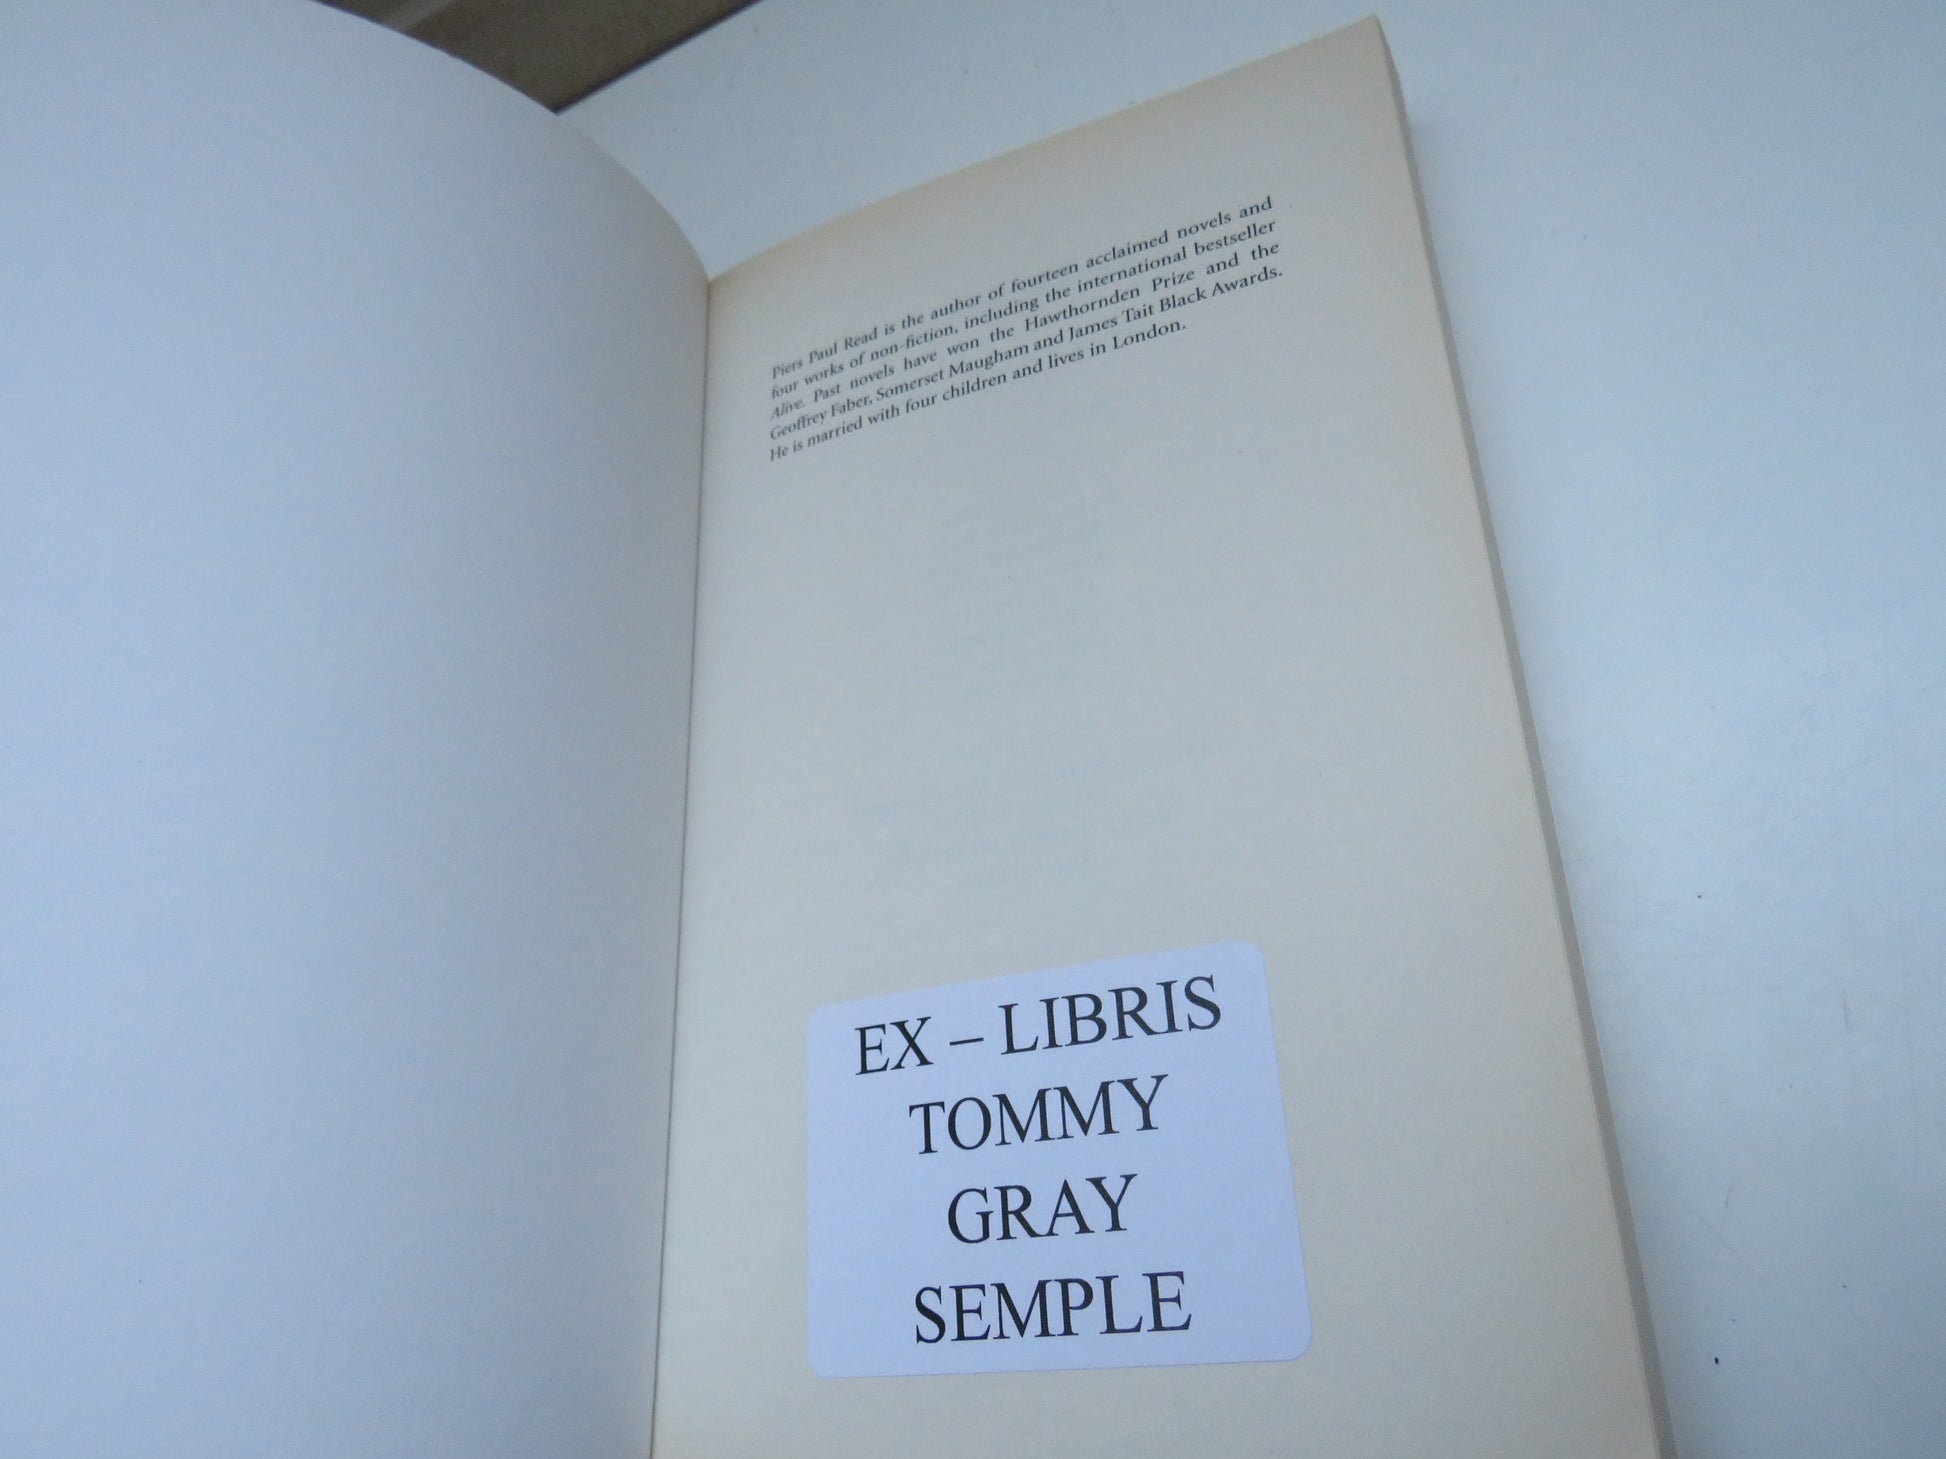 Piers Paul Read is the author of fourteen acclaimed novels and
four works of non-fiction, including the international bestseller
Alive. Past novels have won the Hawthornden Prize and the
Geoffrey Faber, Somerset Maugham and James Tait Black Awards.
He is married with four children and lives in London.
EX – LIBRIS
TOMMY
GRAY
SEMPLE